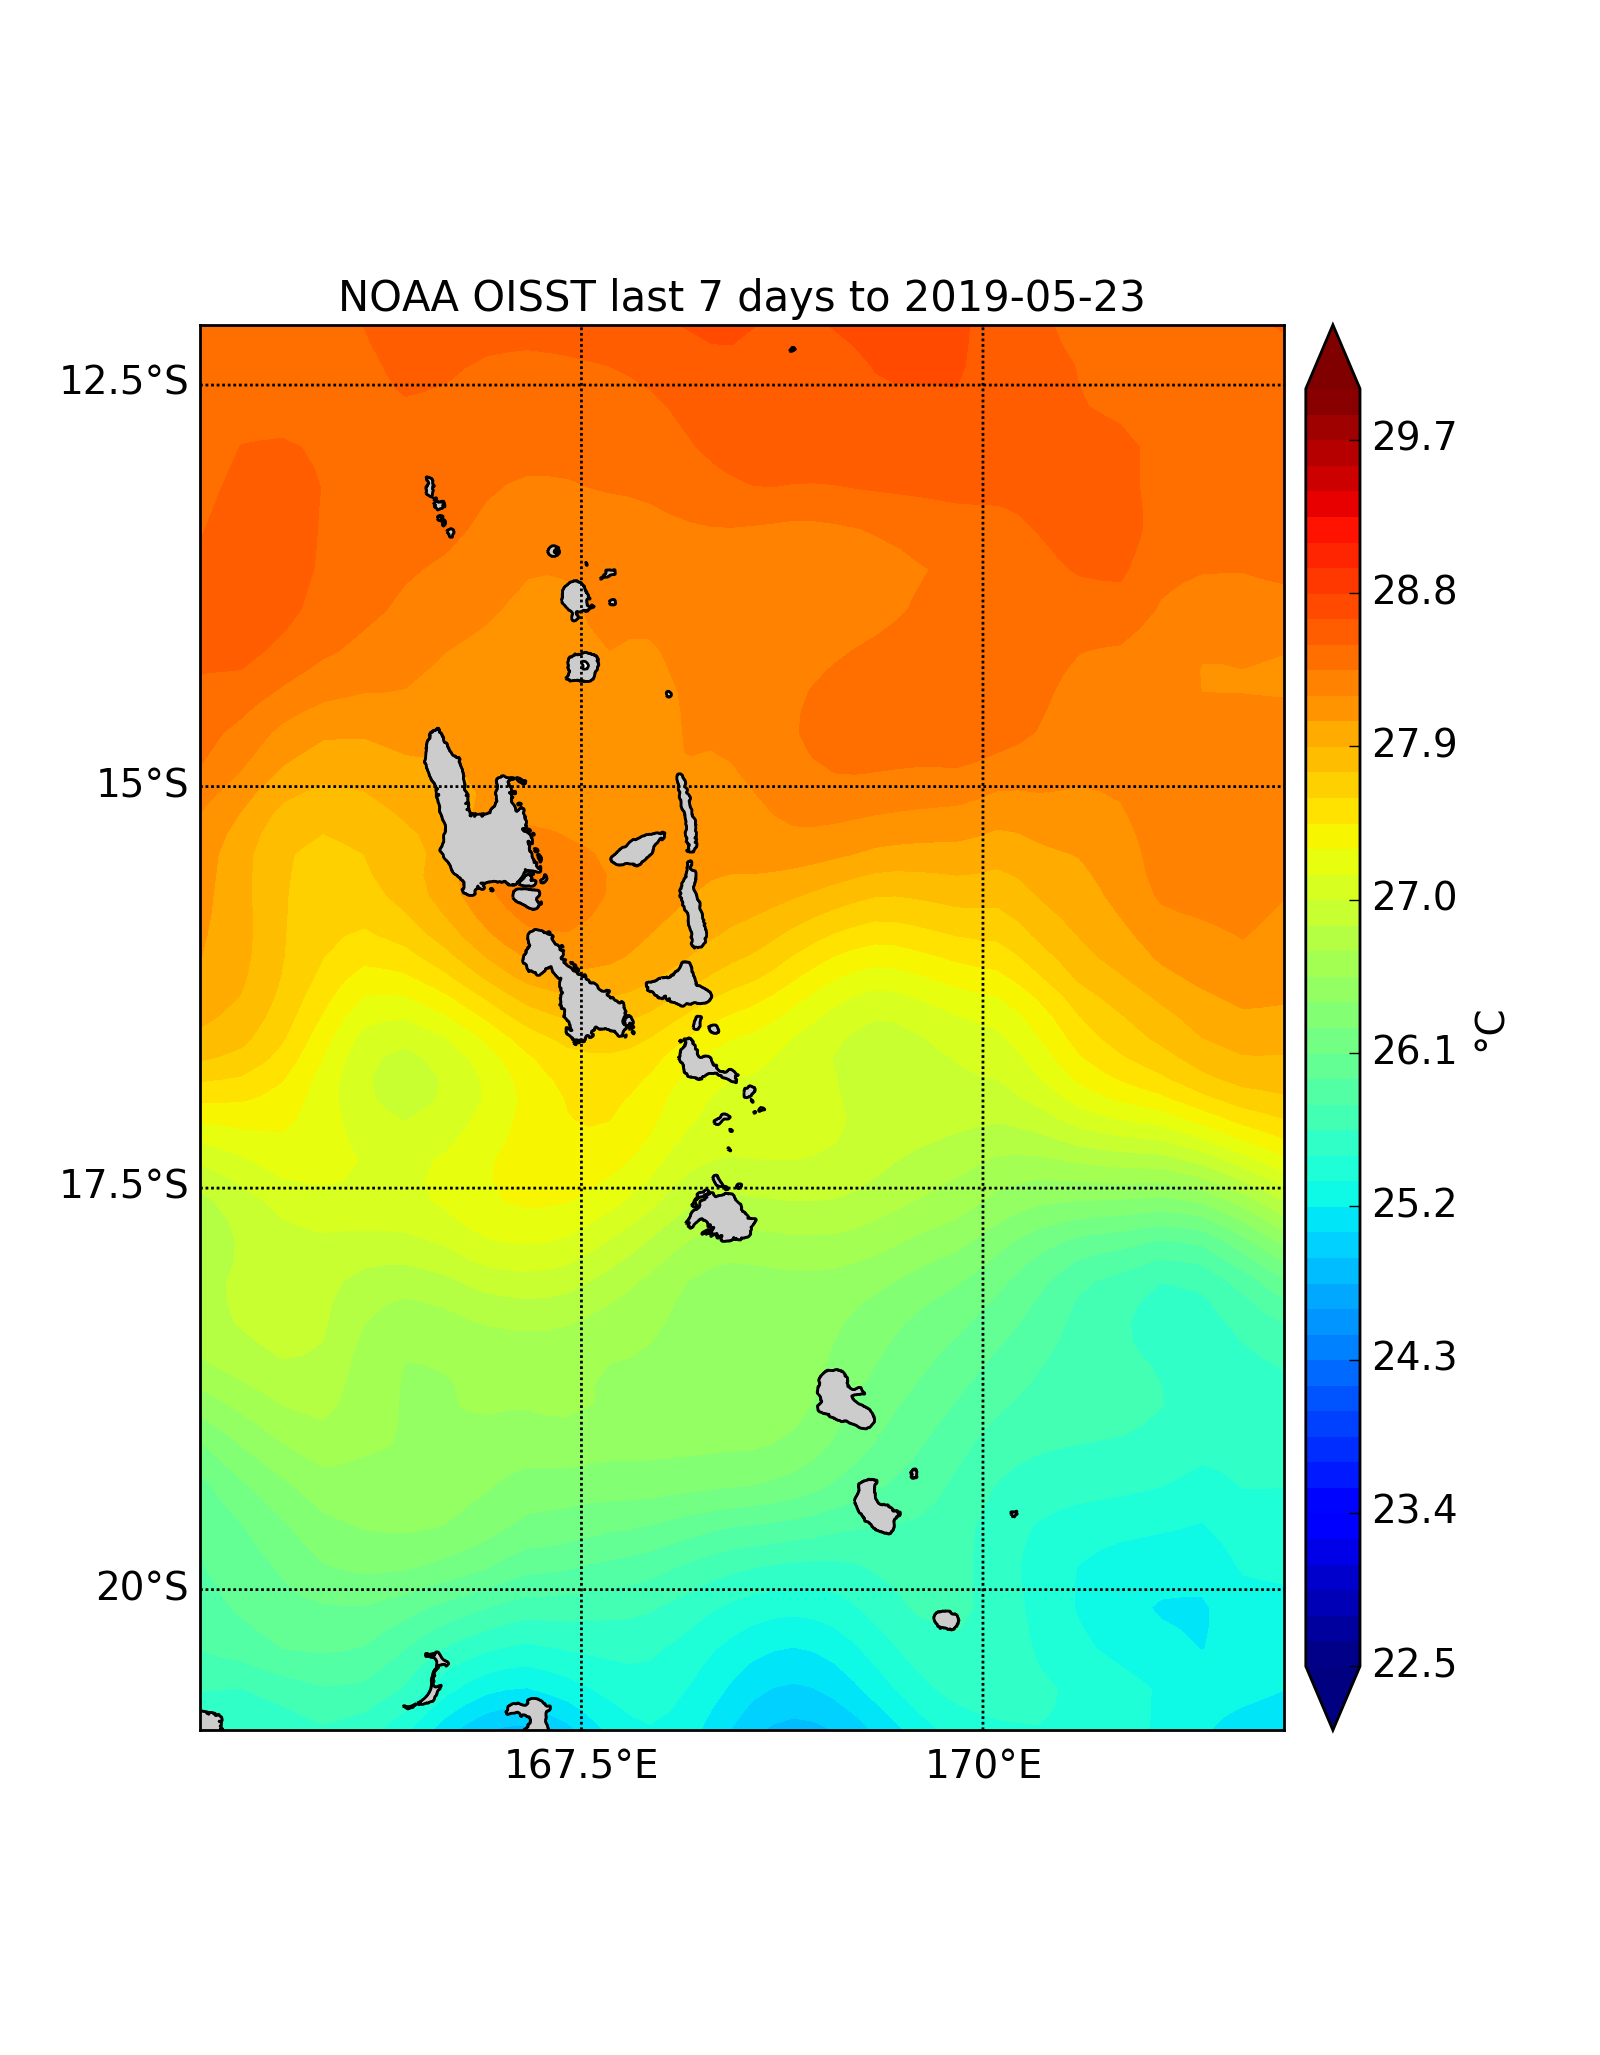 NOAA OISST last 7 days to 2019-05-23
12.5°S
15°S
17.5°S
20°S
167.5°E
170°E
29.7
28.8
27.9
27.0
26.1
25.2
24.3
23.4
22.5
°C